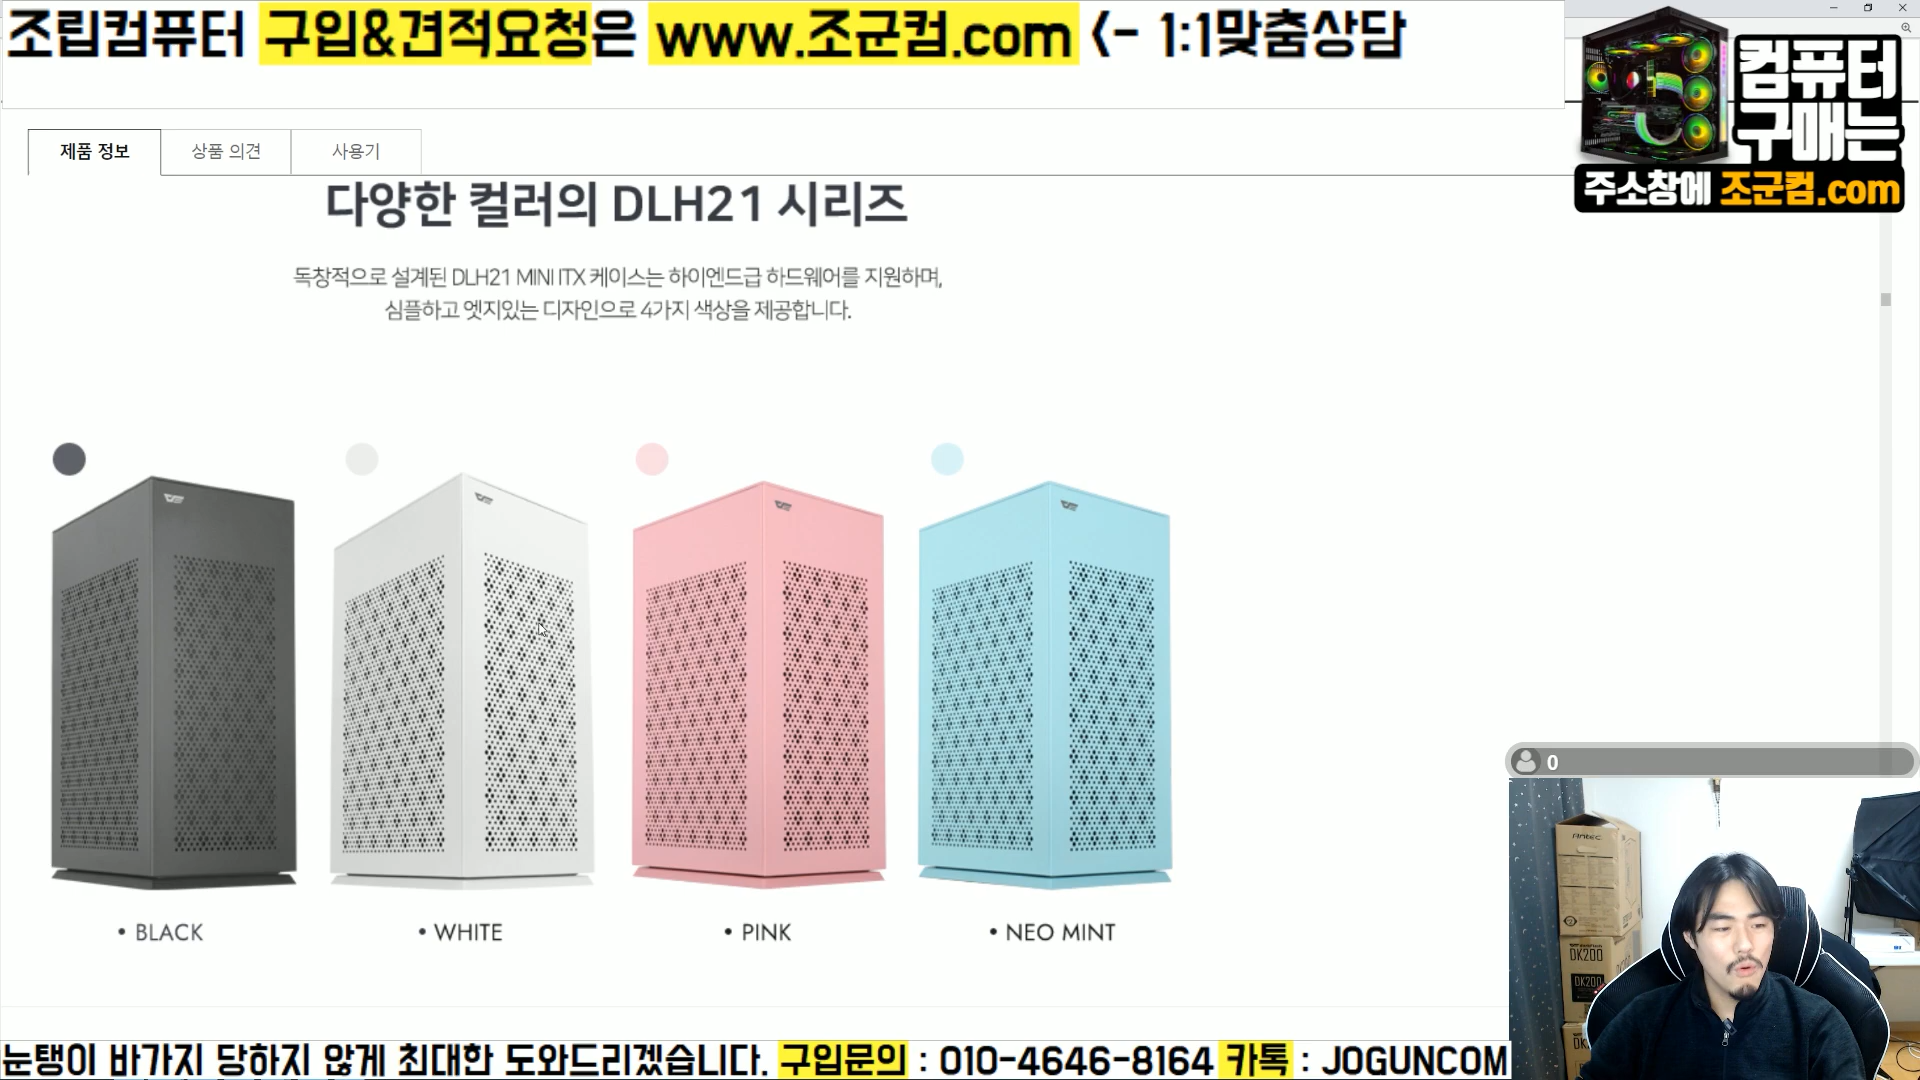 조립컴퓨터 구입&견적요청은 www.조군컴.com <- 1:1맞춤상담
컴퓨터
구매는
주소창에 조군컴.com
제품 정보
상품 의견
사용기
다양한 컬러의 DLH21 시리즈
독창적으로 설계된 DLH21 MINI ITX 케이스는 하이엔드급 하드웨어를 지원하며,
심플하고 엣지있는 디자인으로 4가지 색상을 제공합니다.
• BLACK
• WHITE
• PINK
• NEO MINT
0
Antec
DK200
DK200
눈탱이 바가지 당하지 않게 최대한 도와드리겠습니다. 구입문의 : 010-4646-8164 카톡 : JOGUNCOM